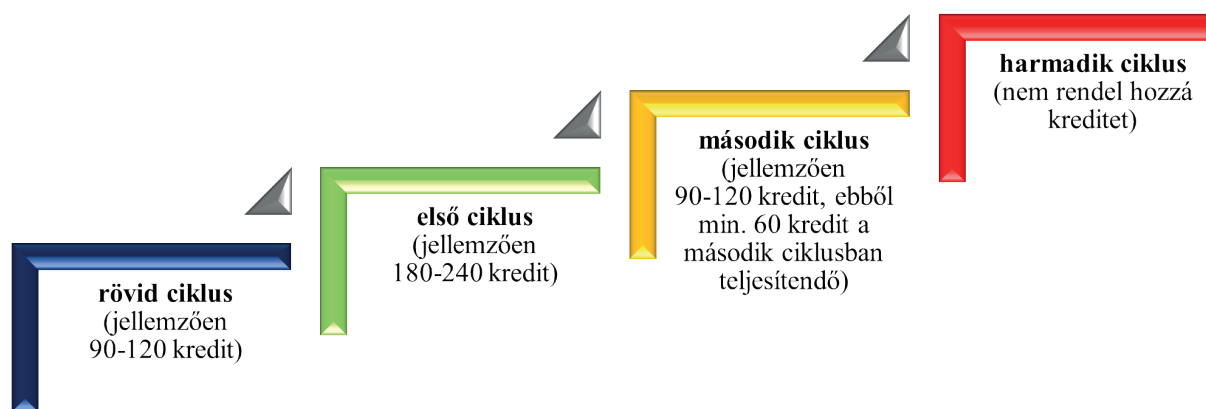 rövid ciklus
(jellemzően
90-120 kredit)
első ciklus
(jellemzően
180-240 kredit)
második ciklus
(jellemzően
90-120 kredit, ebből
min. 60 kredit a
második ciklusban
teljesítendő)
harmadik ciklus
(nem rendel hozzá
kreditet)